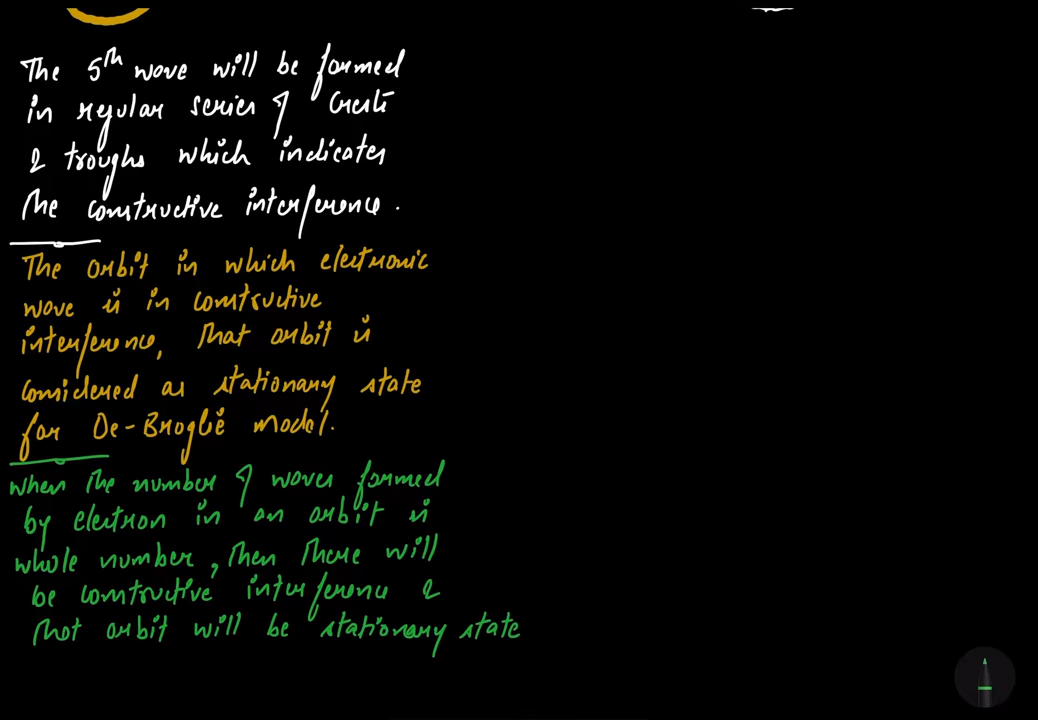 The 5th wave will be formed
in regular series of Crests
& troughs which indicates
the constructive interference.
The orbit in which electronic
wave is in constructive
interference, that orbit is
considered as stationary state
for De-Broglie model.
When the number of waves formed
by electron in an orbit is
whole number, then there will
be constructive interference &
that orbit will be stationary state